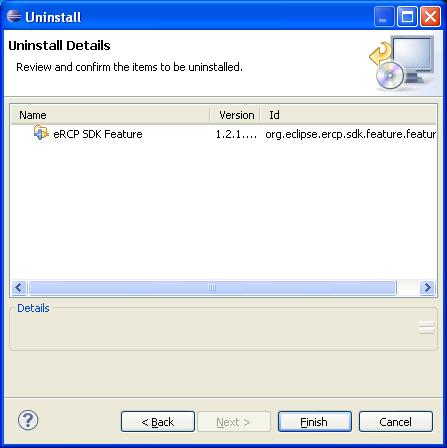 Uninstall
Uninstall Details
Review and confirm the items to be uninstalled.
Name Version Id
eRCP SDK Feature 1.2.1.... org.eclipse.ercp.sdk.feature.featur
Details
? < Back Next > Finish Cancel